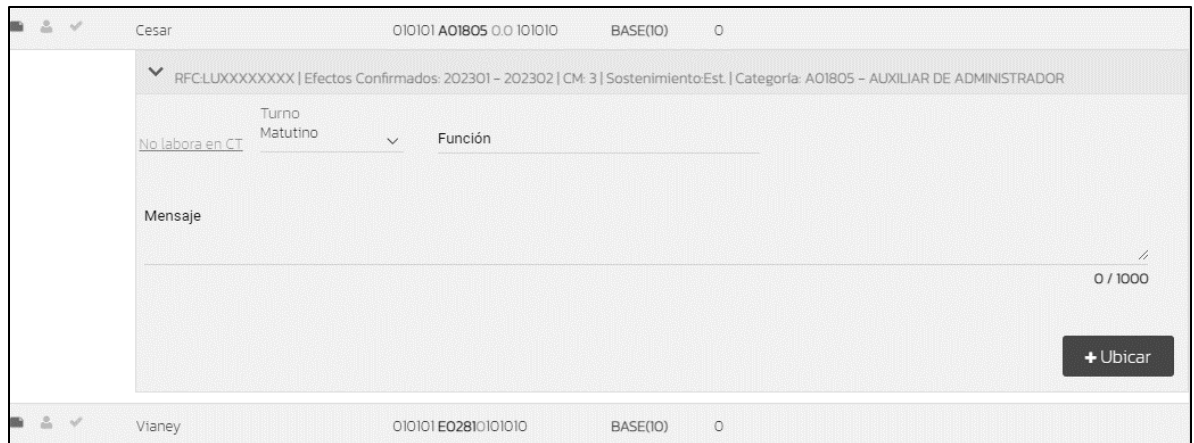 Cesar 010101 A01805 0.0 101010 BASE(10) 0
RFC:LUXXXXXXXX | Efectos Confirmados: 202301 - 202302 | CM: 3 | Sostenimiento:Est. | Categoría: A01805 - AUXILIAR DE ADMINISTRADOR
Turno
No labora en CT Matutino Función
Mensaje
0 / 1000
+ Ubicar
Vianey 010101 E0281 0101010 BASE(10) 0